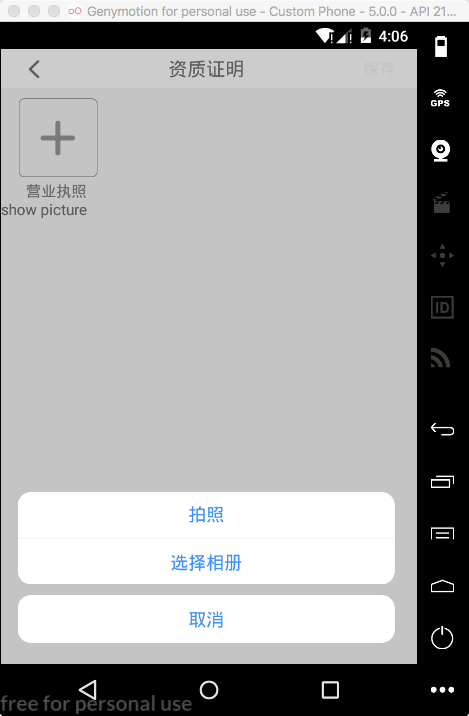 Genymotion for personal use - Custom Phone - 5.0.0 - API 21...
4:06
资质证明
保存
GPS
营业执照
show picture
ID
拍照
选择相册
取消
free for personal use